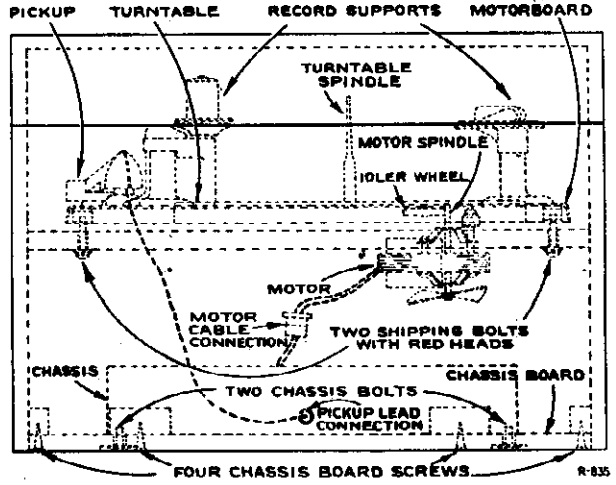 PICKUP TURNTABLE RECORD SUPPORTS MOTORBOARD
TURNTABLE
SPINDLE
MOTOR SPINDLE
IDLER WHEEL
MOTOR
MOTOR
CABLE
CONNECTION
TWO SHIPPING BOLTS
WITH RED HEADS
CHASSIS
TWO CHASSIS BOLTS
CHASSIS BOARD
PICKUP LEAD
CONNECTION
FOUR CHASSIS BOARD SCREWS
R-835